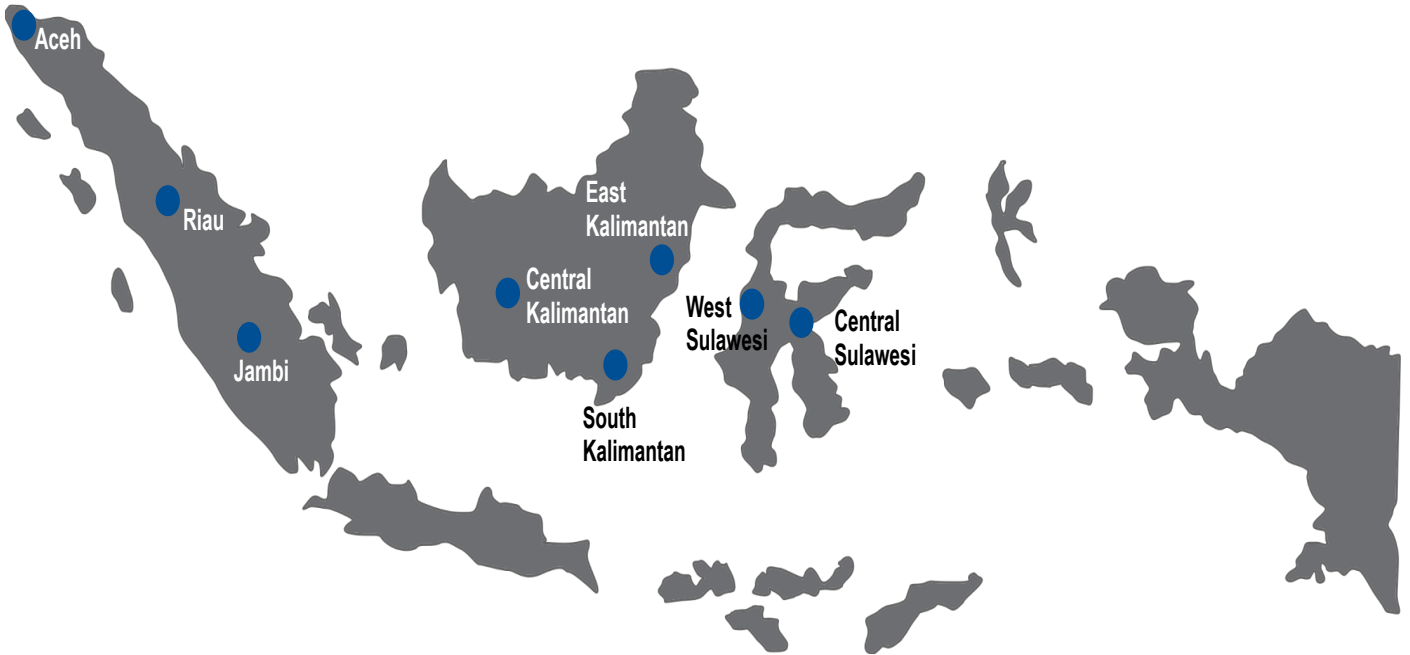 Aceh
Riau
Jambi
East
Kalimantan
Central
Kalimantan
South
Kalimantan
West
Sulawesi
Central
Sulawesi